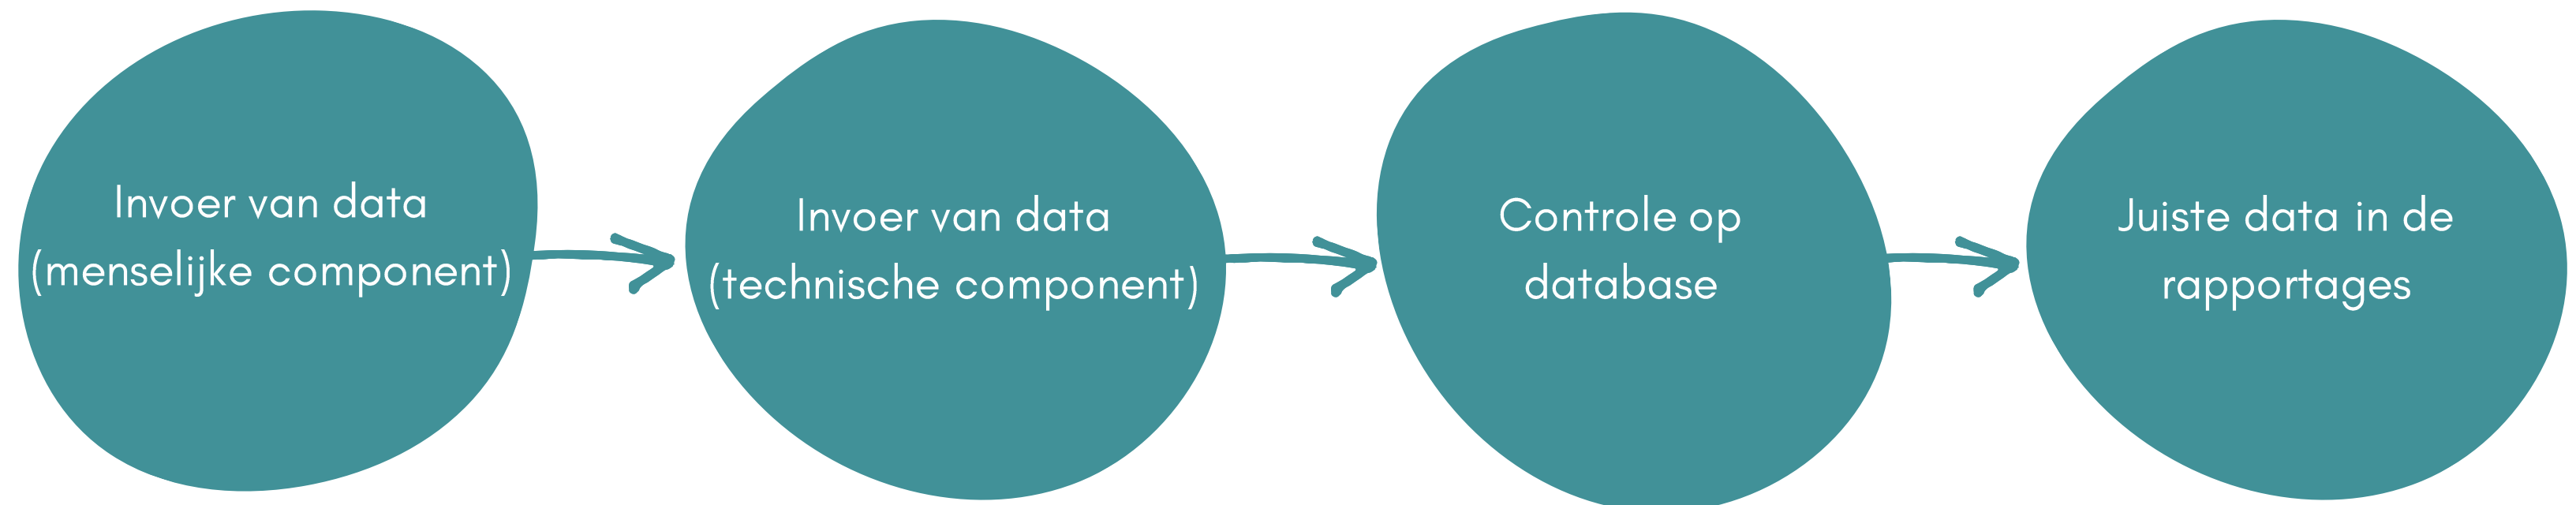 Invoer van data
(menselijke component)
Invoer van data
(technische component)
Controle op
database
Juiste data in de
rapportages